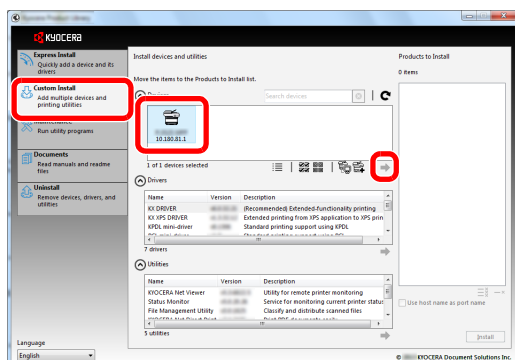 KYOCERA
Express Install
Quickly add a device and its
drivers
Custom Install
Add multiple devices and
printing utilities
Maintenance
Run utility programs
Documents
Read manuals and readme
files
Uninstall
Remove devices, drivers, and
utilities
Language
English
Install devices and utilities
Move the items to the Products to Install list.
Devices
Search devices
10.180.81.1
1 of 1 devices selected
Drivers
Name Version Description
KX DRIVER (Recommended) Extended-functionality printing
KX XPS DRIVER Extended printing from XPS application to XPS prin
KPDL mini-driver Standard printing support using KPDL
7 drivers
Utilities
Name Version Description
KYOCERA Net Viewer Utility for remote printer monitoring
Status Monitor Service for monitoring current printer status
File Management Utility Classify and distribute scanned files
5 utilities
Products to Install
0 items
Use host name as port name
Install
© KYOCERA Document Solutions Inc.